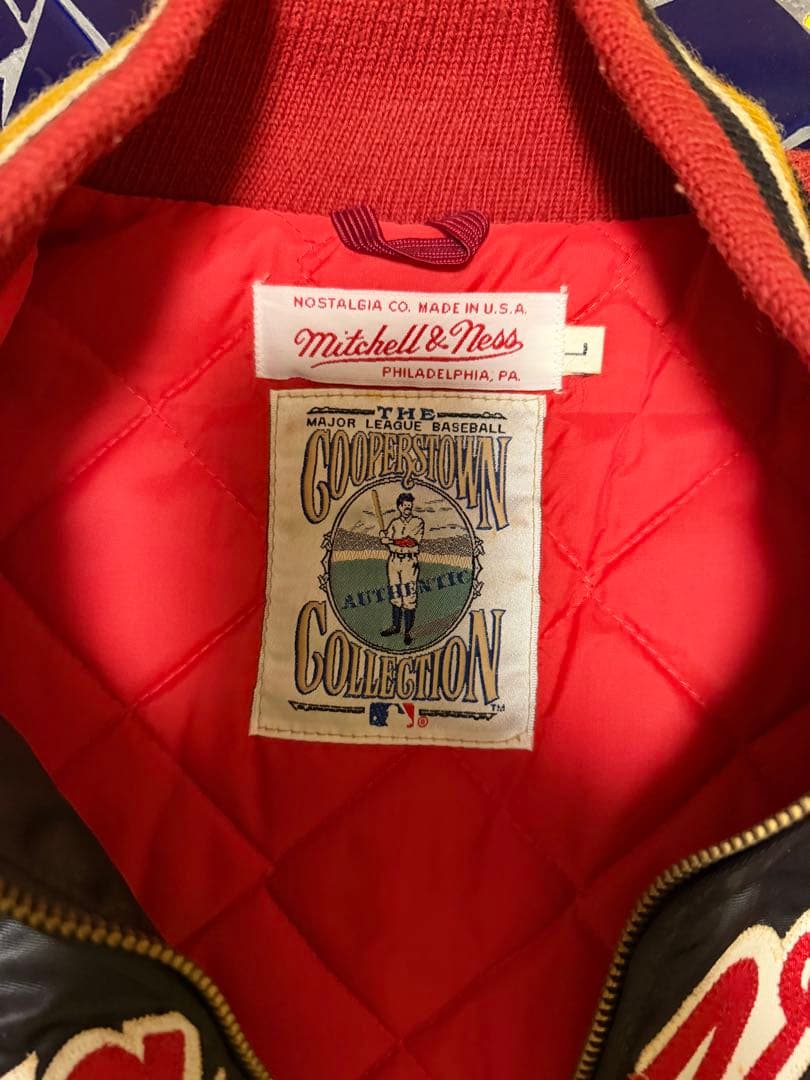 NOSTALGIA CO. MADE IN U.S.A.
Mitchell & Ness
PHILADELPHIA, PA.
L
THE
MAJOR LEAGUE BASEBALL
COOPERSTOWN
AUTHENTIC
COLLECTION
TM
®